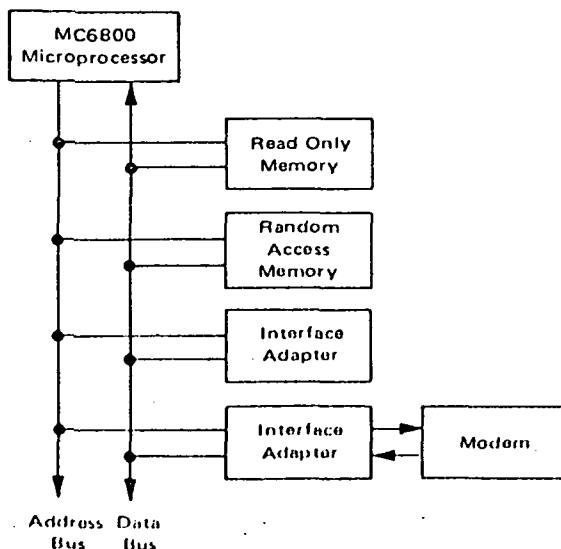 MC6800
Microprocessor
Read Only
Memory
Random
Access
Memory
Interface
Adapter
Interface
Adapter
Modem
Address Data
Bus Bus